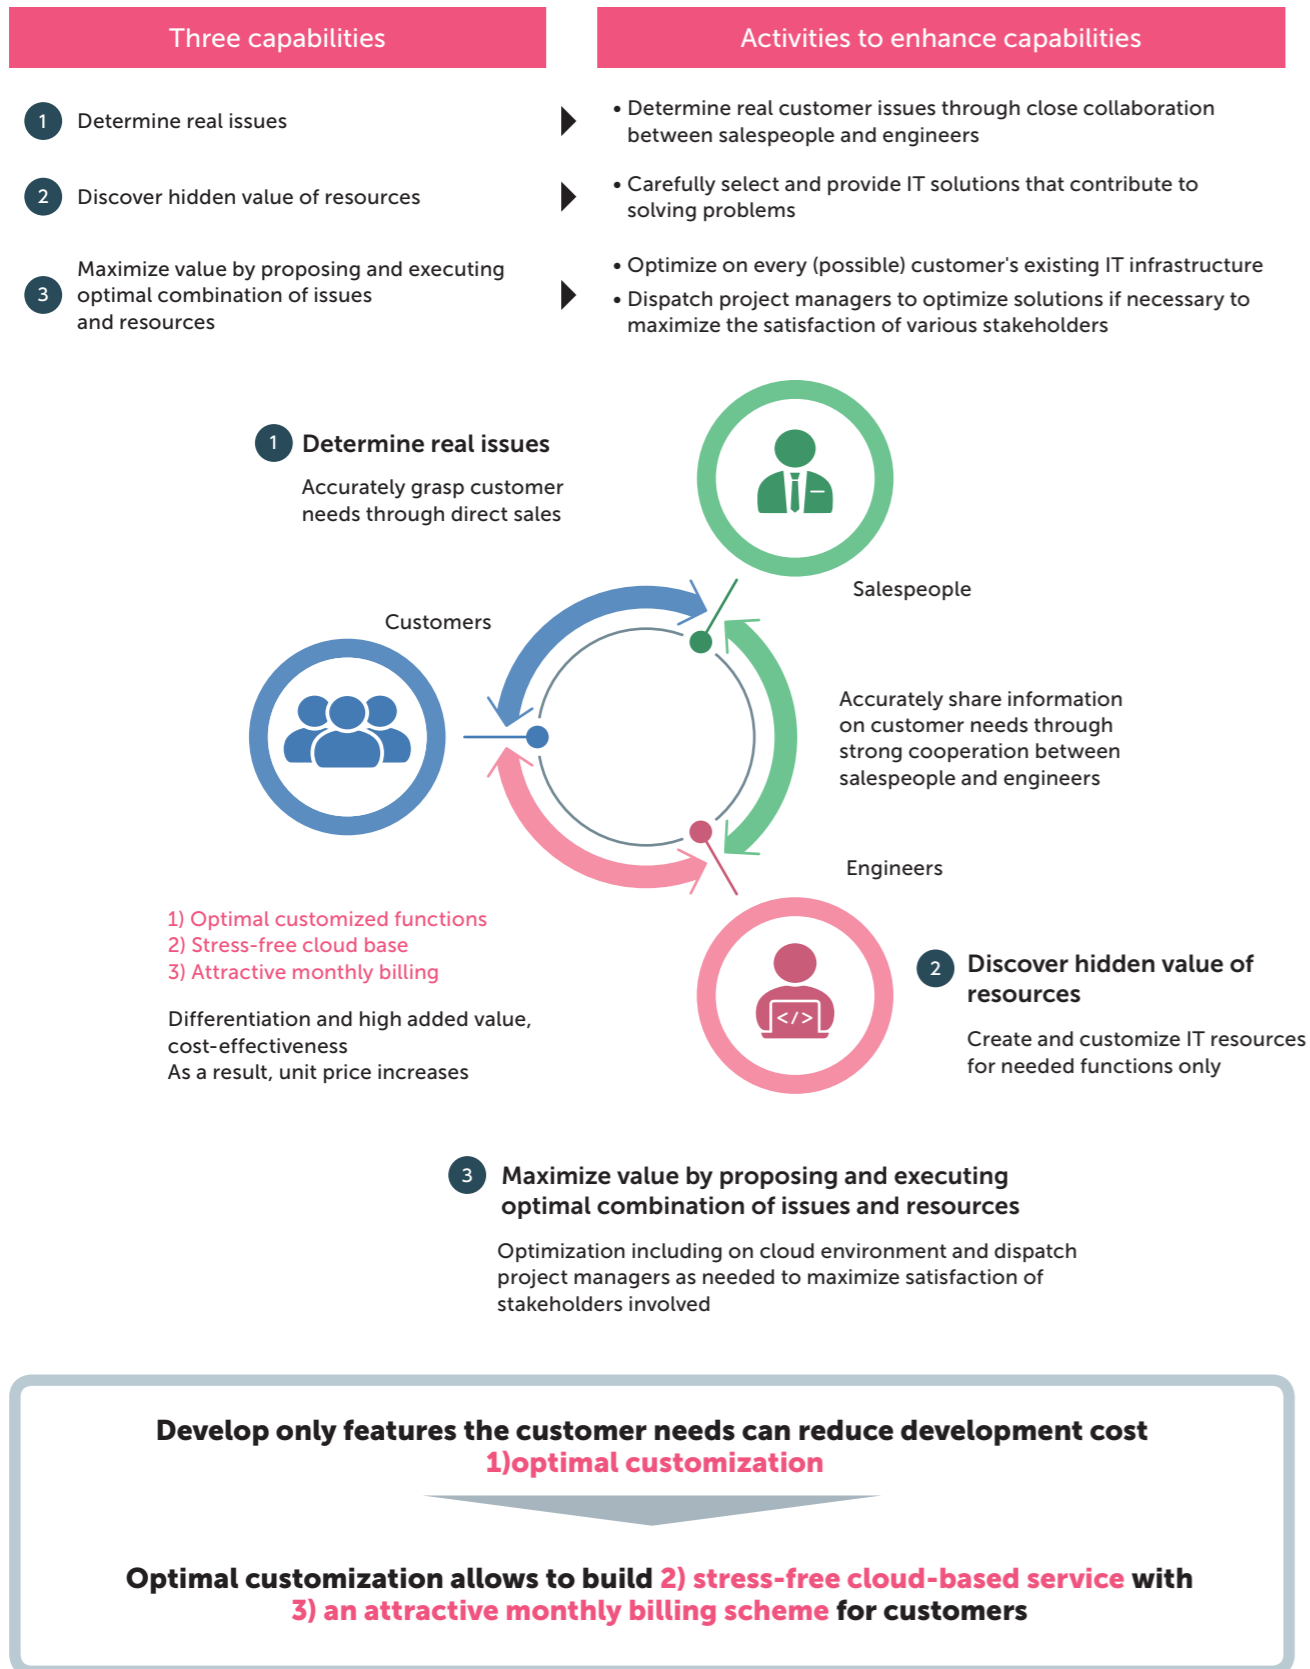 Three capabilities
Activities to enhance capabilities
1 Determine real issues
• Determine real customer issues through close collaboration
between salespeople and engineers
2 Discover hidden value of resources
• Carefully select and provide IT solutions that contribute to
solving problems
3 Maximize value by proposing and executing
optimal combination of issues
and resources
• Optimize on every (possible) customer's existing IT infrastructure
• Dispatch project managers to optimize solutions if necessary to
maximize the satisfaction of various stakeholders
1 Determine real issues
Accurately grasp customer
needs through direct sales
Salespeople
Customers
Accurately share information
on customer needs through
strong cooperation between
salespeople and engineers
Engineers
1) Optimal customized functions
2) Stress-free cloud base
3) Attractive monthly billing
Differentiation and high added value,
cost-effectiveness
As a result, unit price increases
</>
2 Discover hidden value of
resources
Create and customize IT resources
for needed functions only
3 Maximize value by proposing and executing
optimal combination of issues and resources
Optimization including on cloud environment and dispatch
project managers as needed to maximize satisfaction of
stakeholders involved
Develop only features the customer needs can reduce development cost
1)optimal customization
Optimal customization allows to build 2) stress-free cloud-based service with
3) an attractive monthly billing scheme for customers